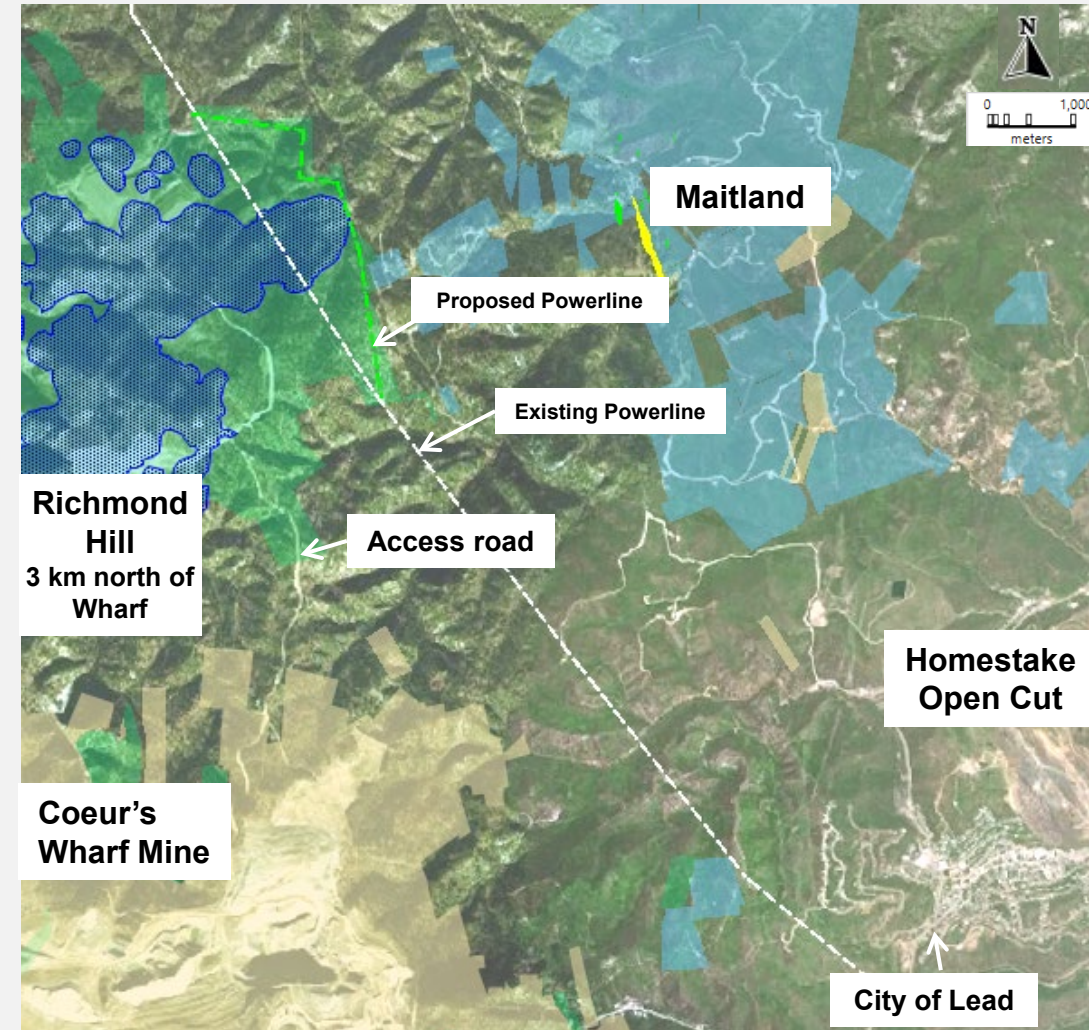 N
0 1,000
meters
Maitland
Proposed Powerline
Existing Powerline
Richmond
Hill
3 km north of
Wharf
Access road
Homestake
Open Cut
Coeur's
Wharf Mine
City of Lead